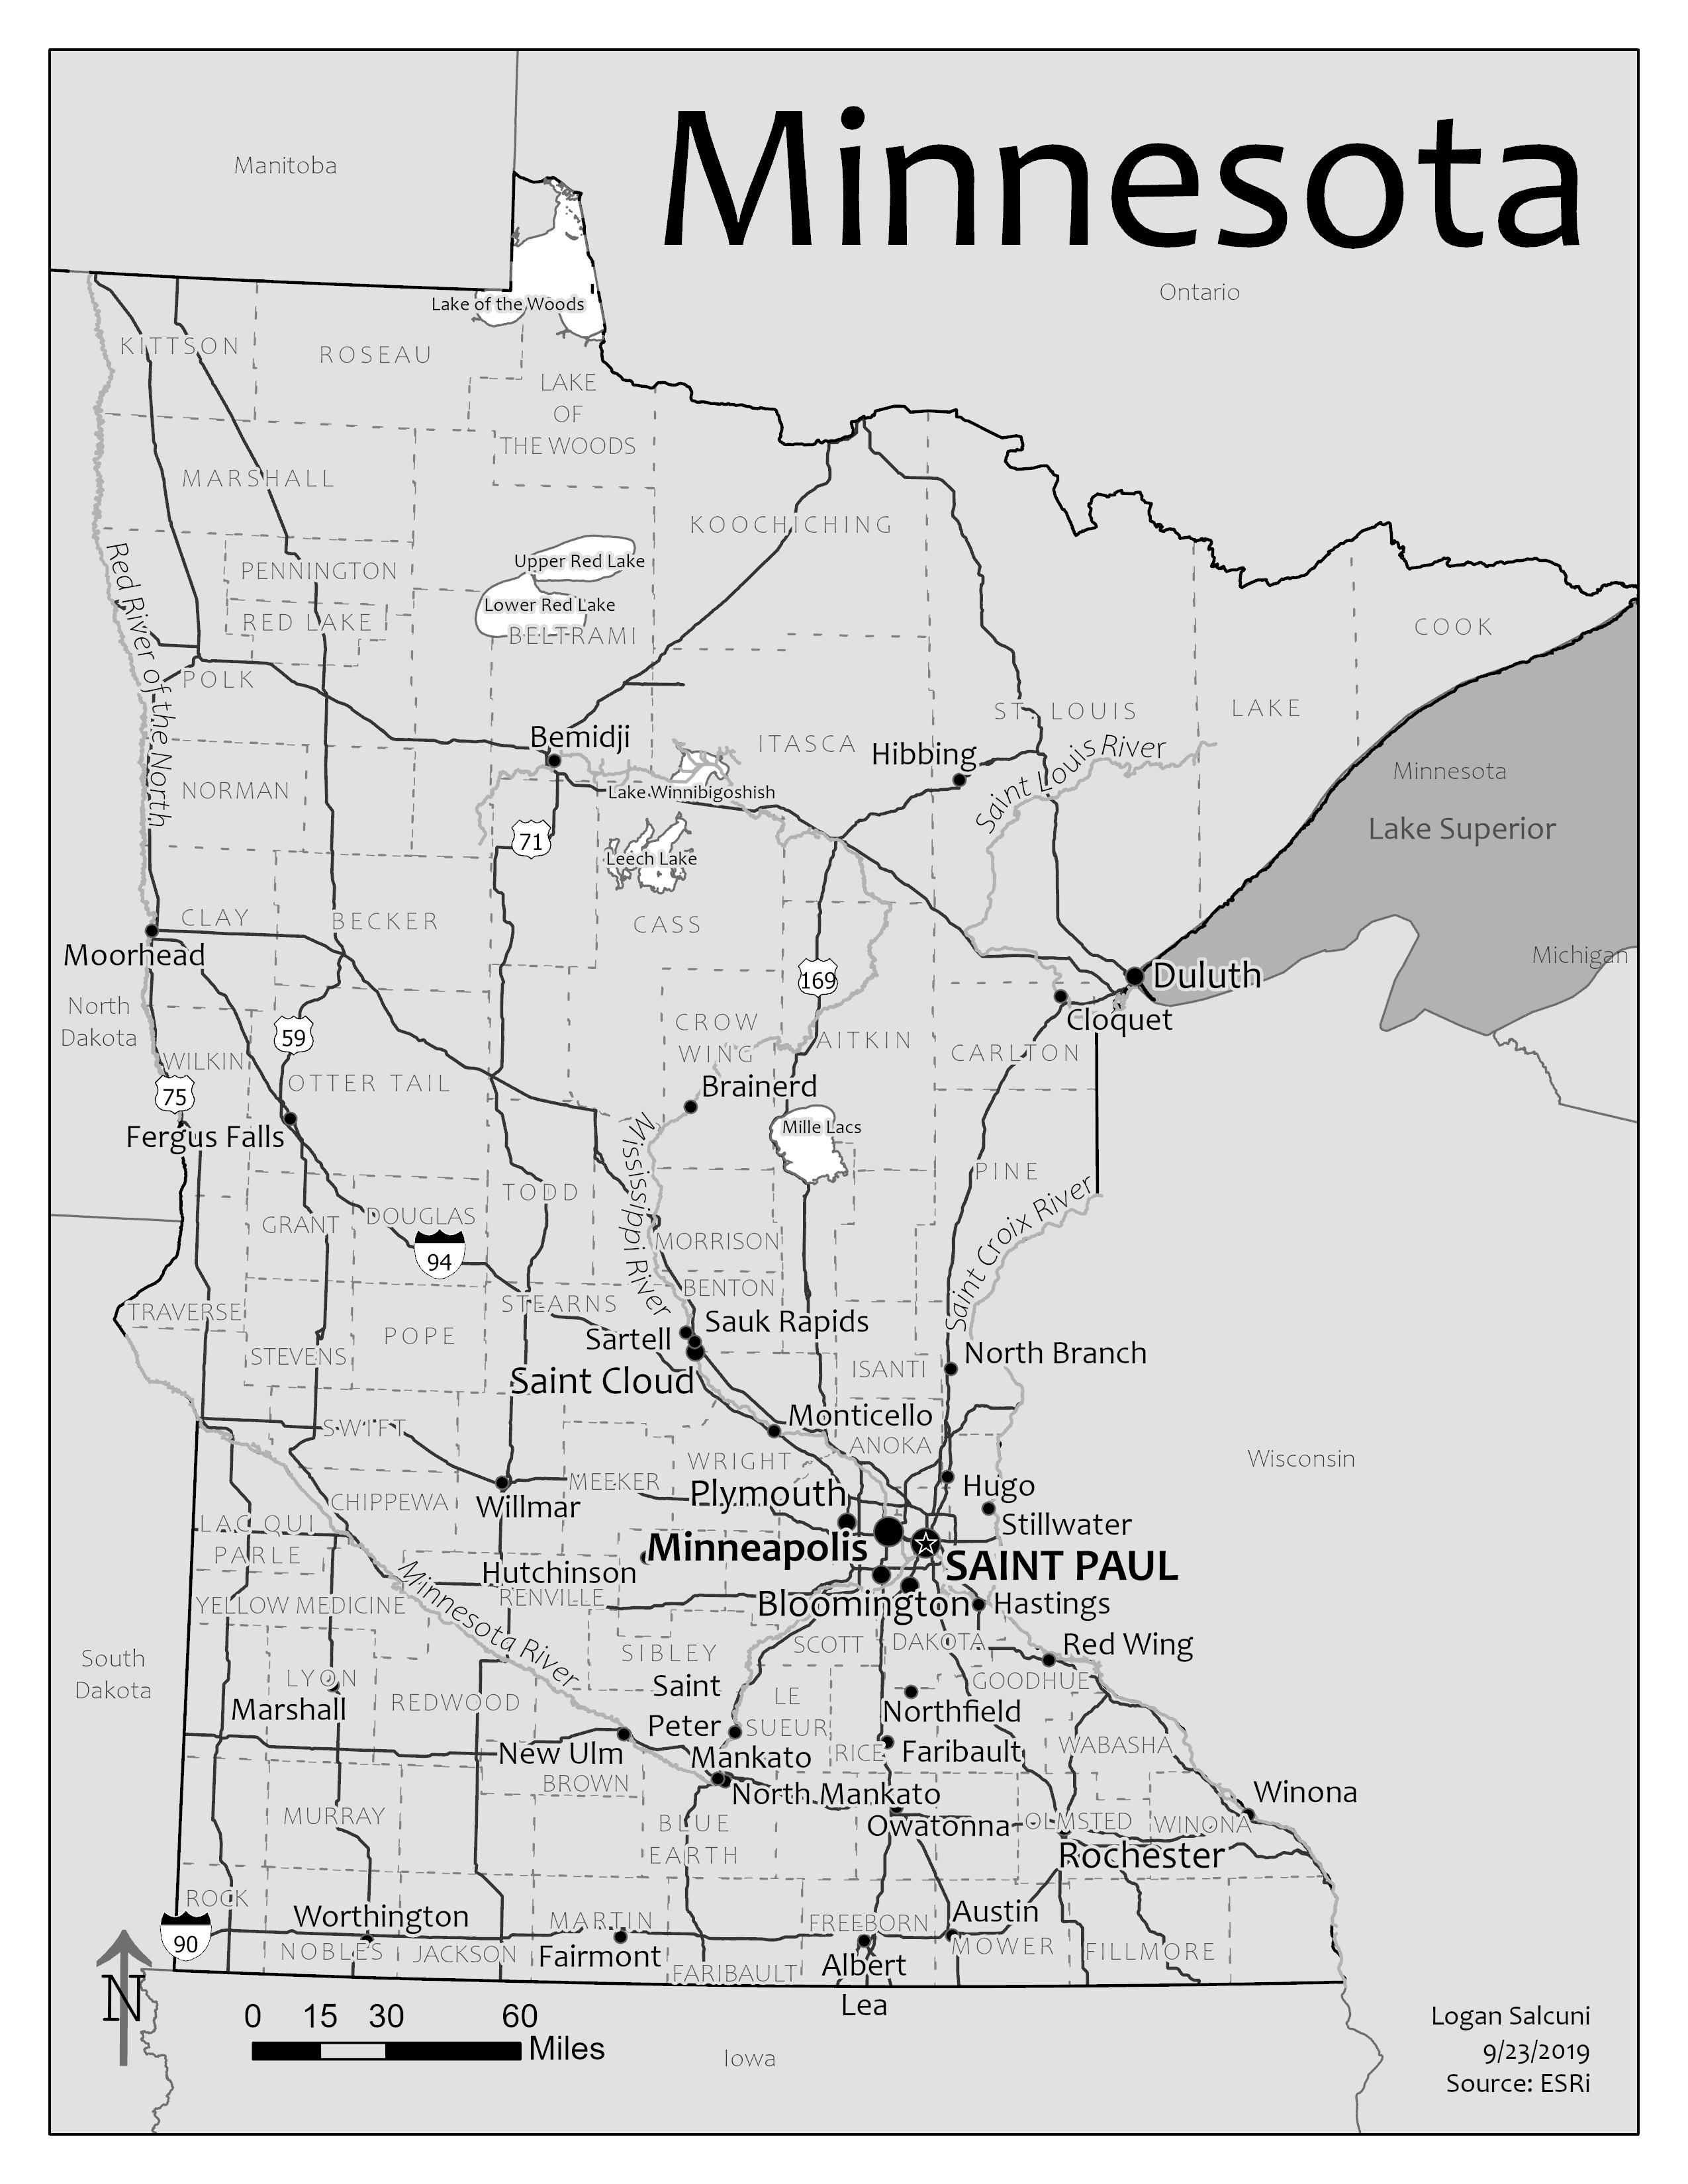 Minnesota
Manitoba
Ontario
Lake of the Woods
KITTSON
ROSEAU
LAKE
OF
THE WOODS
MARSHALL
KOOCHICHING
Upper Red Lake
PENNINGTON
Lower Red Lake
RED LAKE
BELTRAMI
COOK
Red River of the North
POLK
ST. LOUIS
LAKE
Bemidji
ITASCA
Hibbing
Saint Louis River
Minnesota
NORMAN
Lake Winnibigoshish
Lake Superior
71
Leech Lake
CLAY
BECKER
CASS
Moorhead
Michigan
169
Duluth
North
Dakota
Cloquet
59
CROW
WING
AITKIN
CARLTON
WILKIN
75
OTTER TAIL
Brainerd
Fergus Falls
Mille Lacs
Mississippi River
PINE
TODD
Saint Croix River
GRANT
DOUGLAS
94
MORRISON
BENTON
TRAVERSE
STEARNS
Sauk Rapids
POPE
Sartell
STEVENS
North Branch
ISANTI
Saint Cloud
Monticello
SWIFT
ANOKA
Wisconsin
WRIGHT
MEEKER
Hugo
Plymouth
CHIPPEWA
Willmar
LAC QUI
PARLE
Stillwater
Minneapolis
SAINT PAUL
Hutchinson
RENVILLE
Minnesota River
YELLOW MEDICINE
Bloomington
Hastings
SCOTT
DAKOTA
Red Wing
SIBLEY
South
Dakota
LYON
Marshall
REDWOOD
GOODHUE
Saint
Peter
LE
SUEUR
Northfield
New Ulm
Mankato
RICE
Faribault
WABASHA
BROWN
North Mankato
Winona
MURRAY
BLUE
EARTH
Owatonna
OLMSTED
WINONA
Rochester
ROCK
Worthington
MARTIN
FREEBORN
Austin
90
NOBLES
JACKSON
Fairmont
FARIBAULT
Albert
Lea
MOWER
FILLMORE
N
0 15 30 60
Miles
Iowa
Logan Salcuni
9/23/2019
Source: ESRi